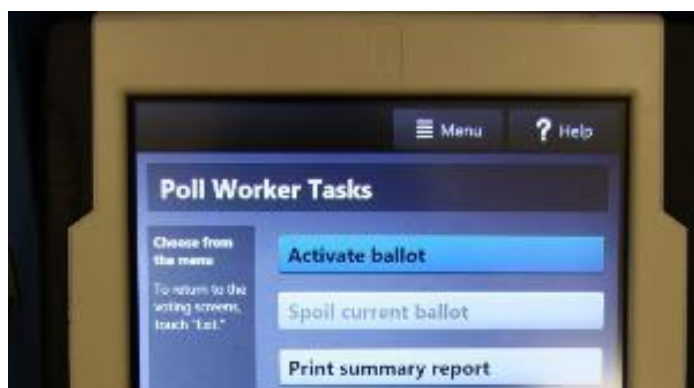 Menu
? Help
Poll Worker Tasks
Choose from
the menu
To return to the
voting screens,
touch
Activate ballot
Spoil current ballot
Print summary report